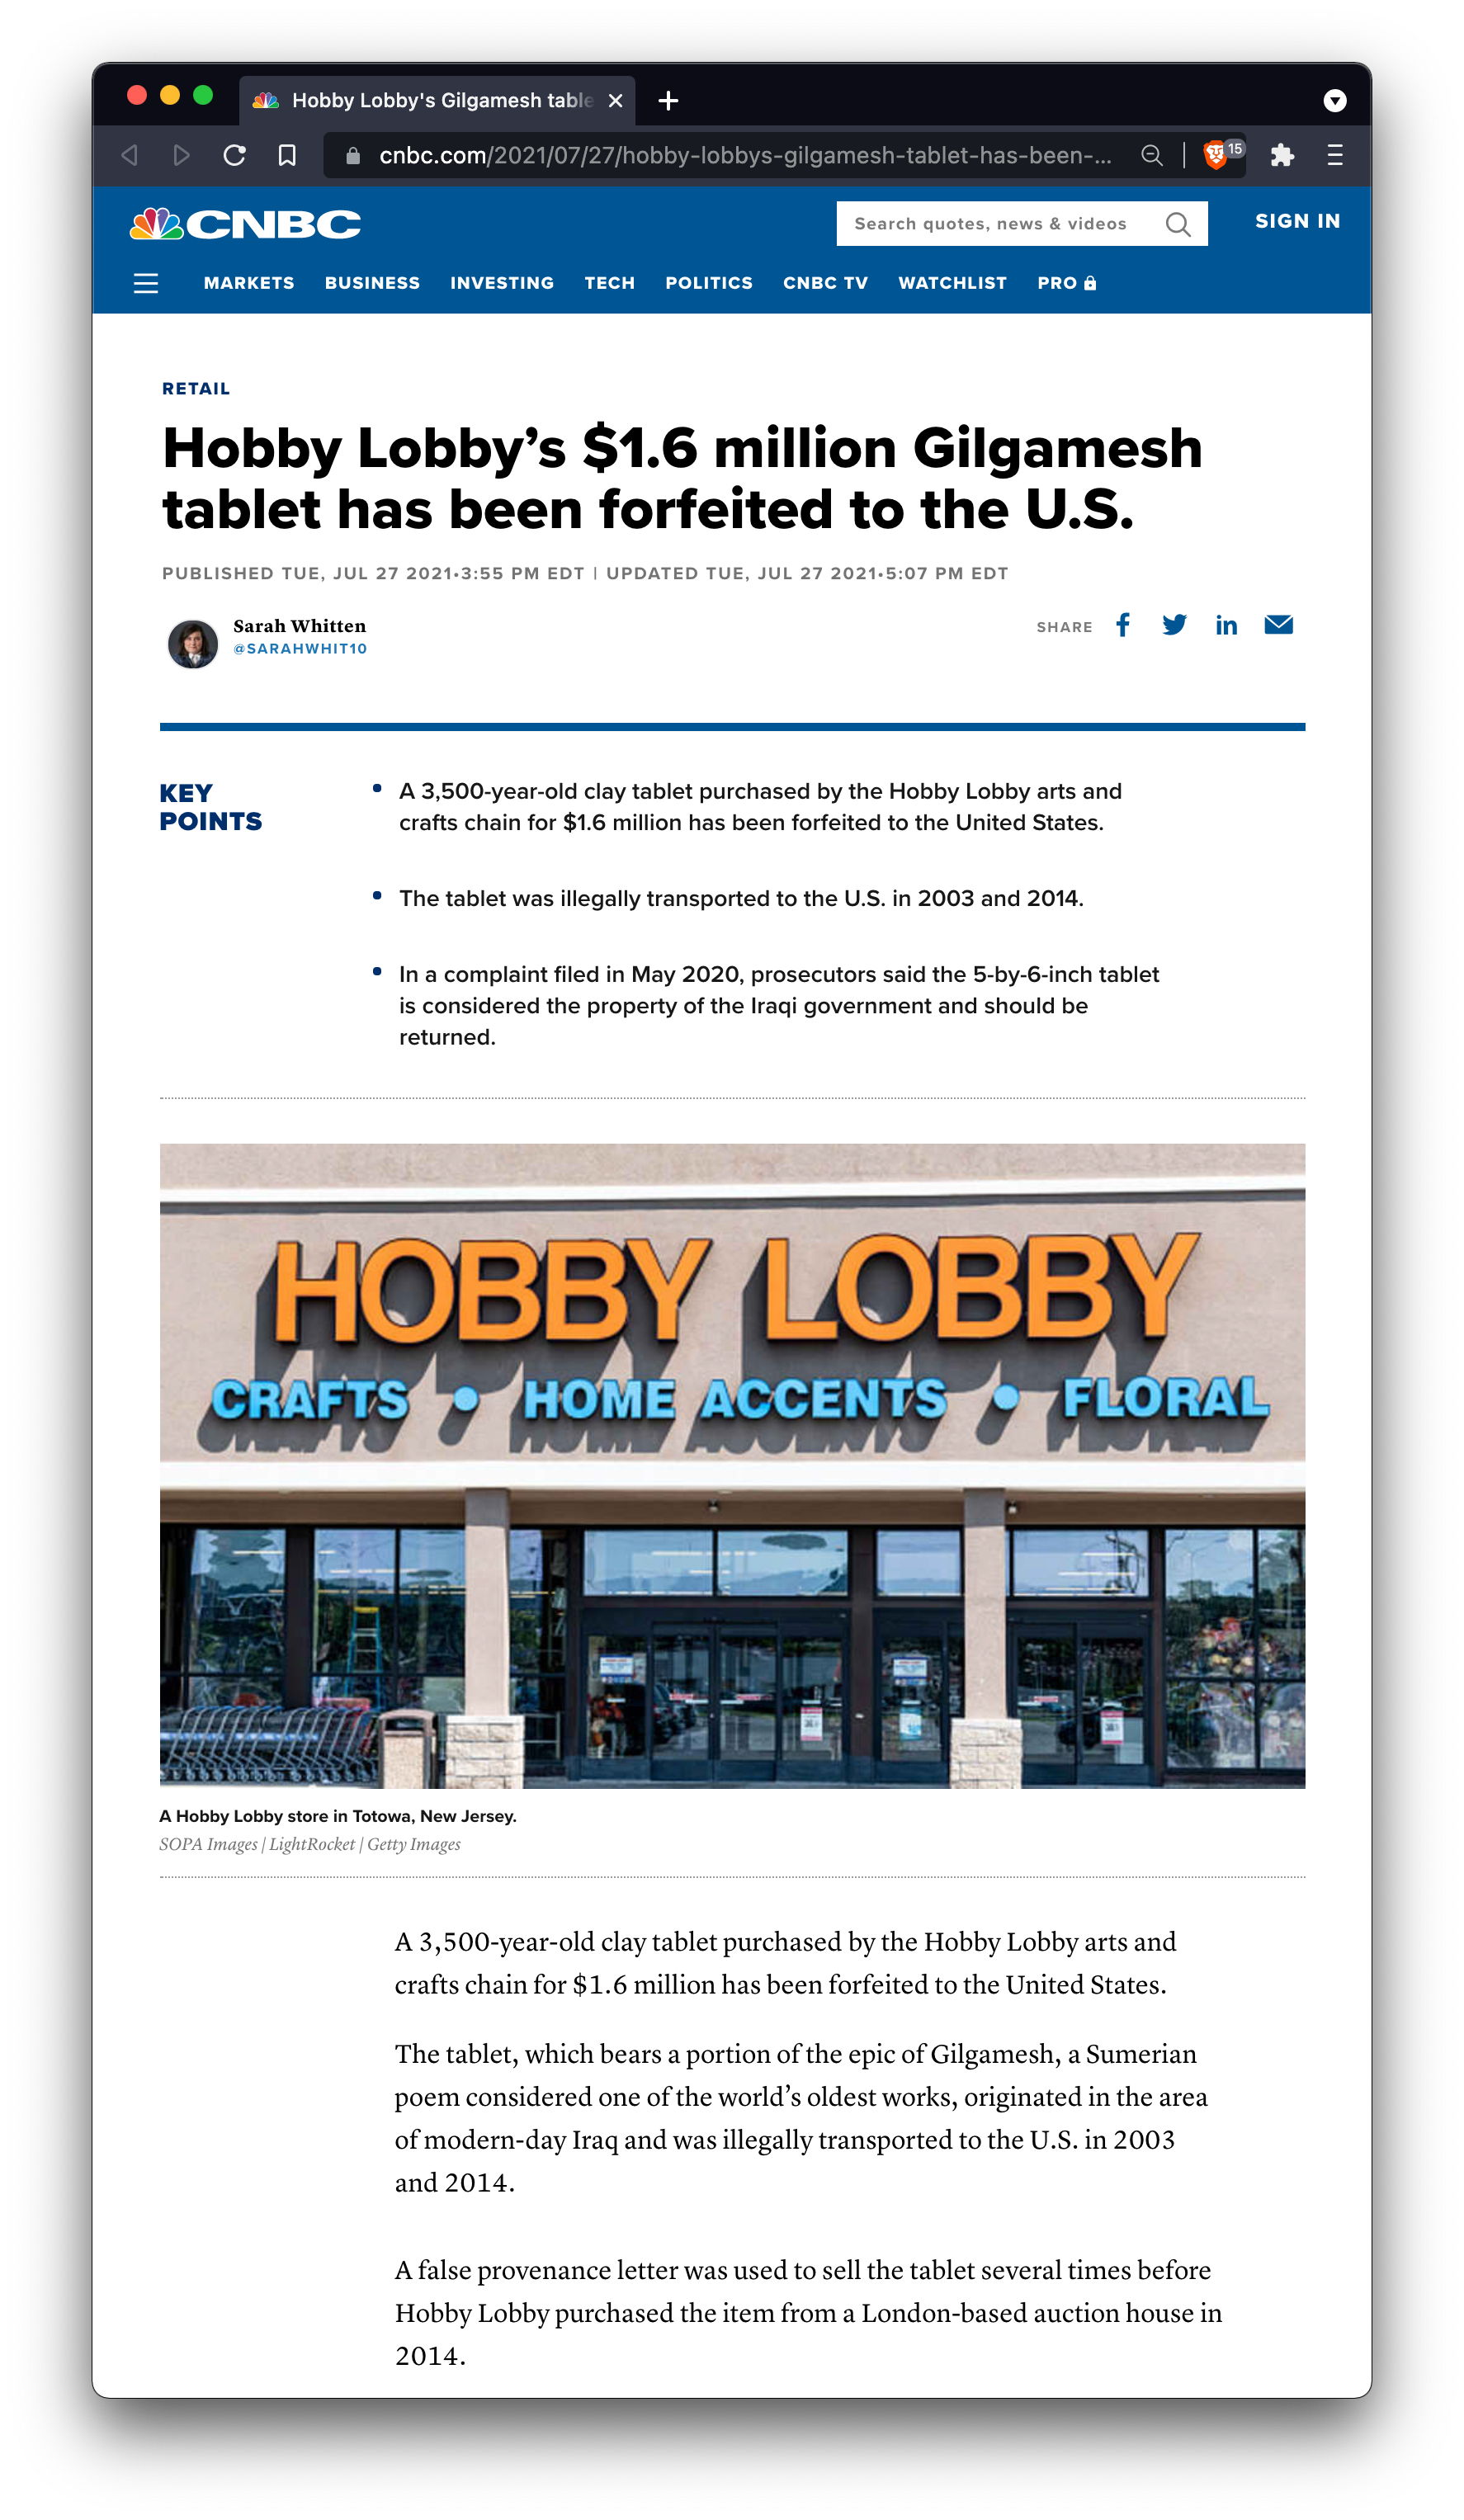 Hobby Lobby's Gilgamesh table
cnbc.com/2021/07/27/hobby-lobbys-gilgamesh-tablet-has-been-...
15
CNBC
Search quotes, news & videos
SIGN IN
MARKETS BUSINESS INVESTING TECH POLITICS CNBC TV WATCHLIST PRO
RETAIL
Hobby Lobby’s $1.6 million Gilgamesh
tablet has been forfeited to the U.S.
PUBLISHED TUE, JUL 27 2021•3:55 PM EDT | UPDATED TUE, JUL 27 2021•5:07 PM EDT
Sarah Whitten
@SARAHWHIT10
SHARE
KEY
POINTS
A 3,500-year-old clay tablet purchased by the Hobby Lobby arts and
crafts chain for $1.6 million has been forfeited to the United States.
The tablet was illegally transported to the U.S. in 2003 and 2014.
In a complaint filed in May 2020, prosecutors said the 5-by-6-inch tablet
is considered the property of the Iraqi government and should be
returned.
HOBBY LOBBY
CRAFTS • HOME ACCENTS • FLORAL
A Hobby Lobby store in Totowa, New Jersey.
SOPA Images | LightRocket | Getty Images
A 3,500-year-old clay tablet purchased by the Hobby Lobby arts and
crafts chain for $1.6 million has been forfeited to the United States.
The tablet, which bears a portion of the epic of Gilgamesh, a Sumerian
poem considered one of the world’s oldest works, originated in the area
of modern-day Iraq and was illegally transported to the U.S. in 2003
and 2014.
A false provenance letter was used to sell the tablet several times before
Hobby Lobby purchased the item from a London-based auction house in
2014.